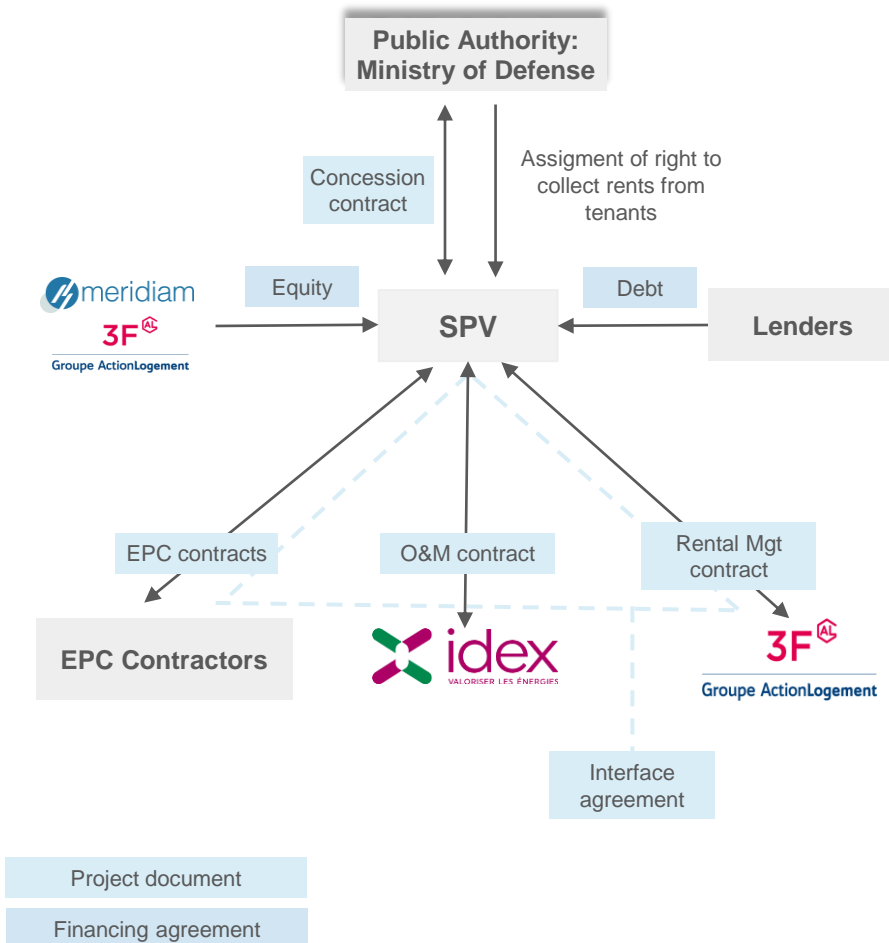 Public Authority:
Ministry of Defense
Concession
contract
Assigment of right to
collect rents from
tenants
meridiam
3F AL
Groupe ActionLogement
Equity
SPV
Debt
Lenders
EPC contracts
O&M contract
Rental Mgt
contract
EPC Contractors
idex
VALORISER LES ÉNERGIES
3F AL
Groupe ActionLogement
Interface
agreement
Project document
Financing agreement